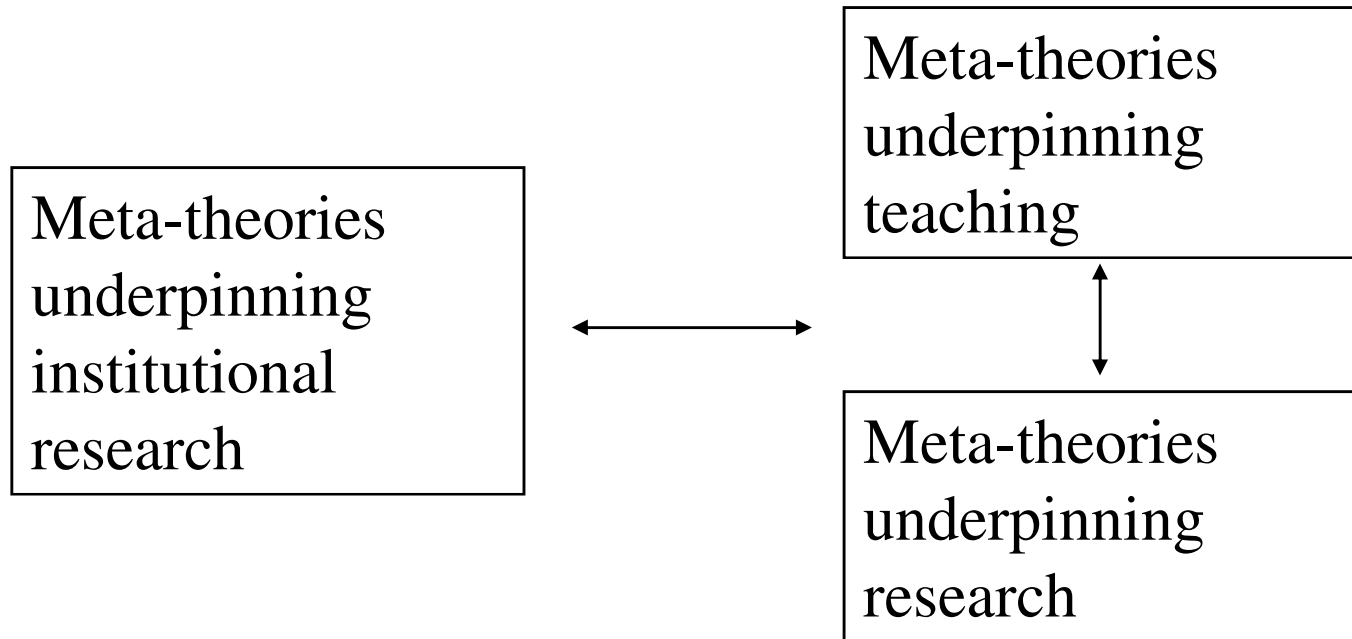 Meta-theories
underpinning
institutional
research
Meta-theories
underpinning
teaching
Meta-theories
underpinning
research